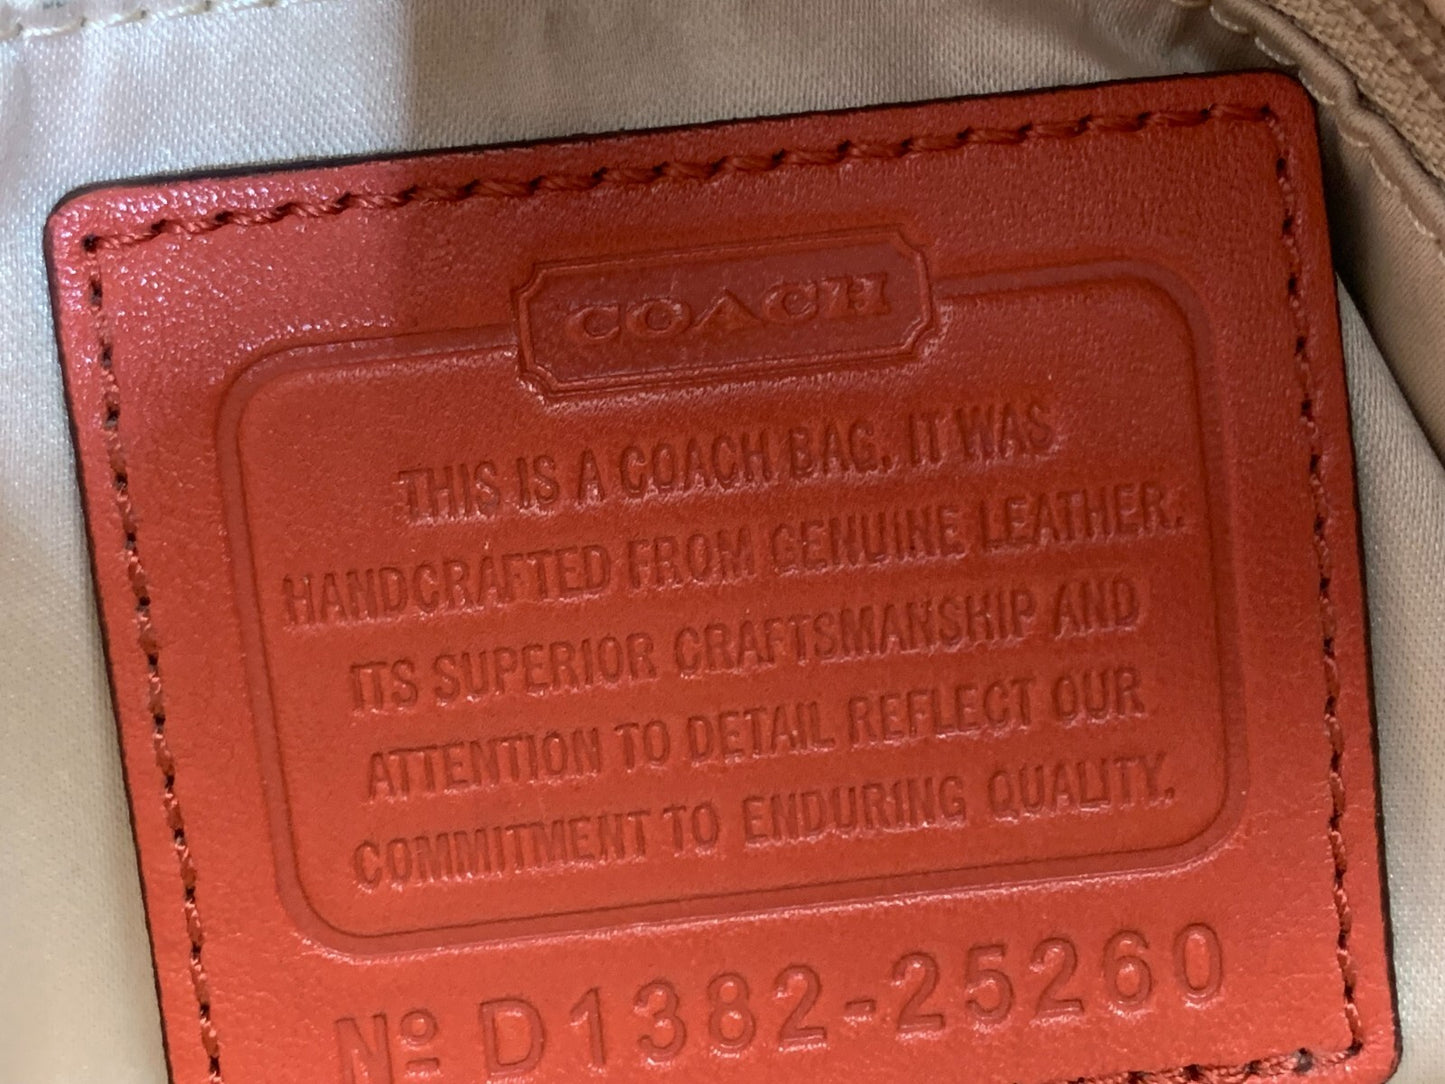 COACH
THIS IS A COACH BAG. IT WAS
HANDCRAFTED FROM GENUINE LEATHER.
ITS SUPERIOR CRAFTSMANSHIP AND
ATTENTION TO DETAIL REFLECT OUR
COMMITMENT TO ENDURING QUALITY.
Nº D1382-25260